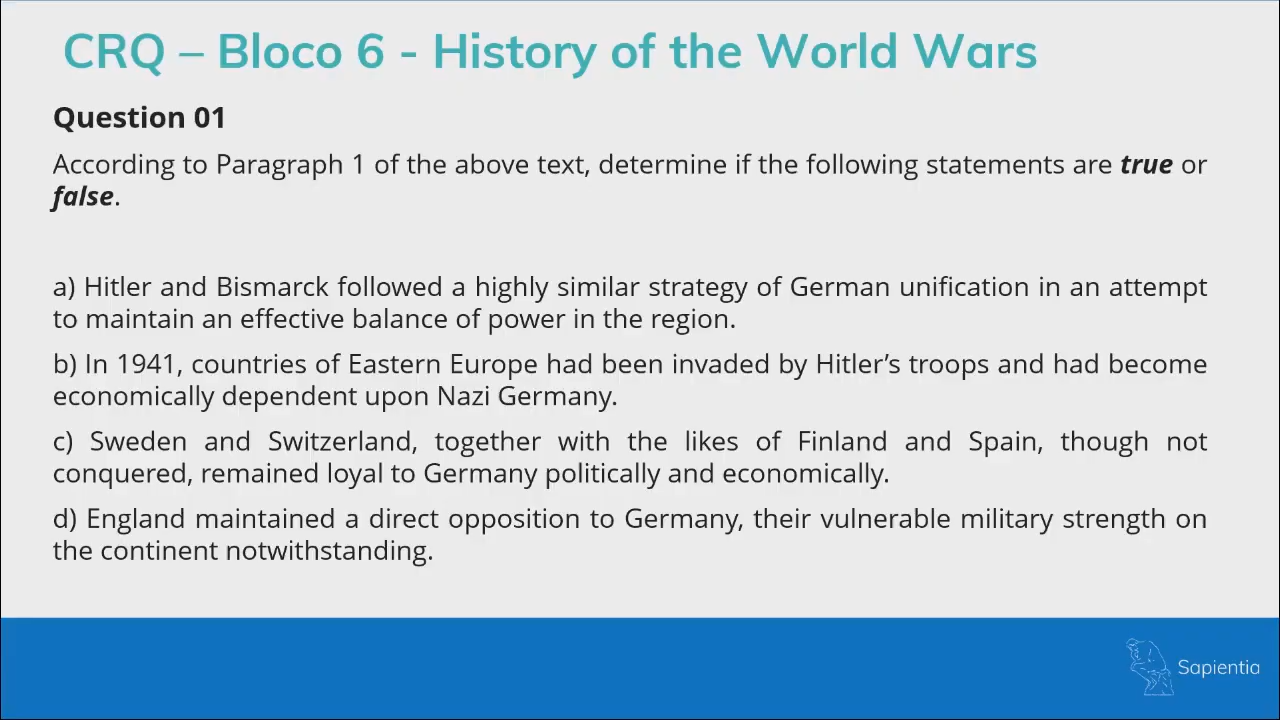 CRQ – Bloco 6 - History of the World Wars
Question 01
According to Paragraph 1 of the above text, determine if the following statements are true or
false.
a) Hitler and Bismarck followed a highly similar strategy of German unification in an attempt
to maintain an effective balance of power in the region.
b) In 1941, countries of Eastern Europe had been invaded by Hitler’s troops and had become
economically dependent upon Nazi Germany.
c) Sweden and Switzerland, together with the likes of Finland and Spain, though not
conquered, remained loyal to Germany politically and economically.
d) England maintained a direct opposition to Germany, their vulnerable military strength on
the continent notwithstanding.
Sapientia